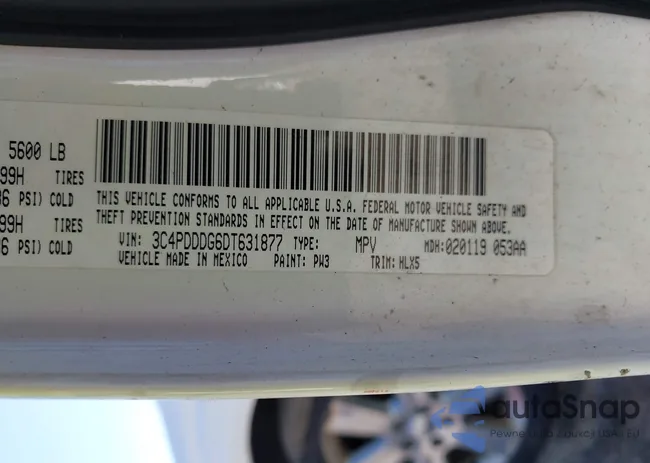 5600 LB
99H TIRES
36 PSI) COLD
99H TIRES
6 PSI) COLD
THIS VEHICLE CONFORMS TO ALL APPLICABLE U.S.A. FEDERAL MOTOR VEHICLE SAFETY AND
THEFT PREVENTION STANDARDS IN EFFECT ON THE DATE OF MANUFACTURE SHOWN ABOVE.
VIN: 3C4PDDDG6DT631877 TYPE: MPV MDH:020119 053AA
VEHICLE MADE IN MEXICO PAINT: PW3 TRIM: HLX5
autoSnap